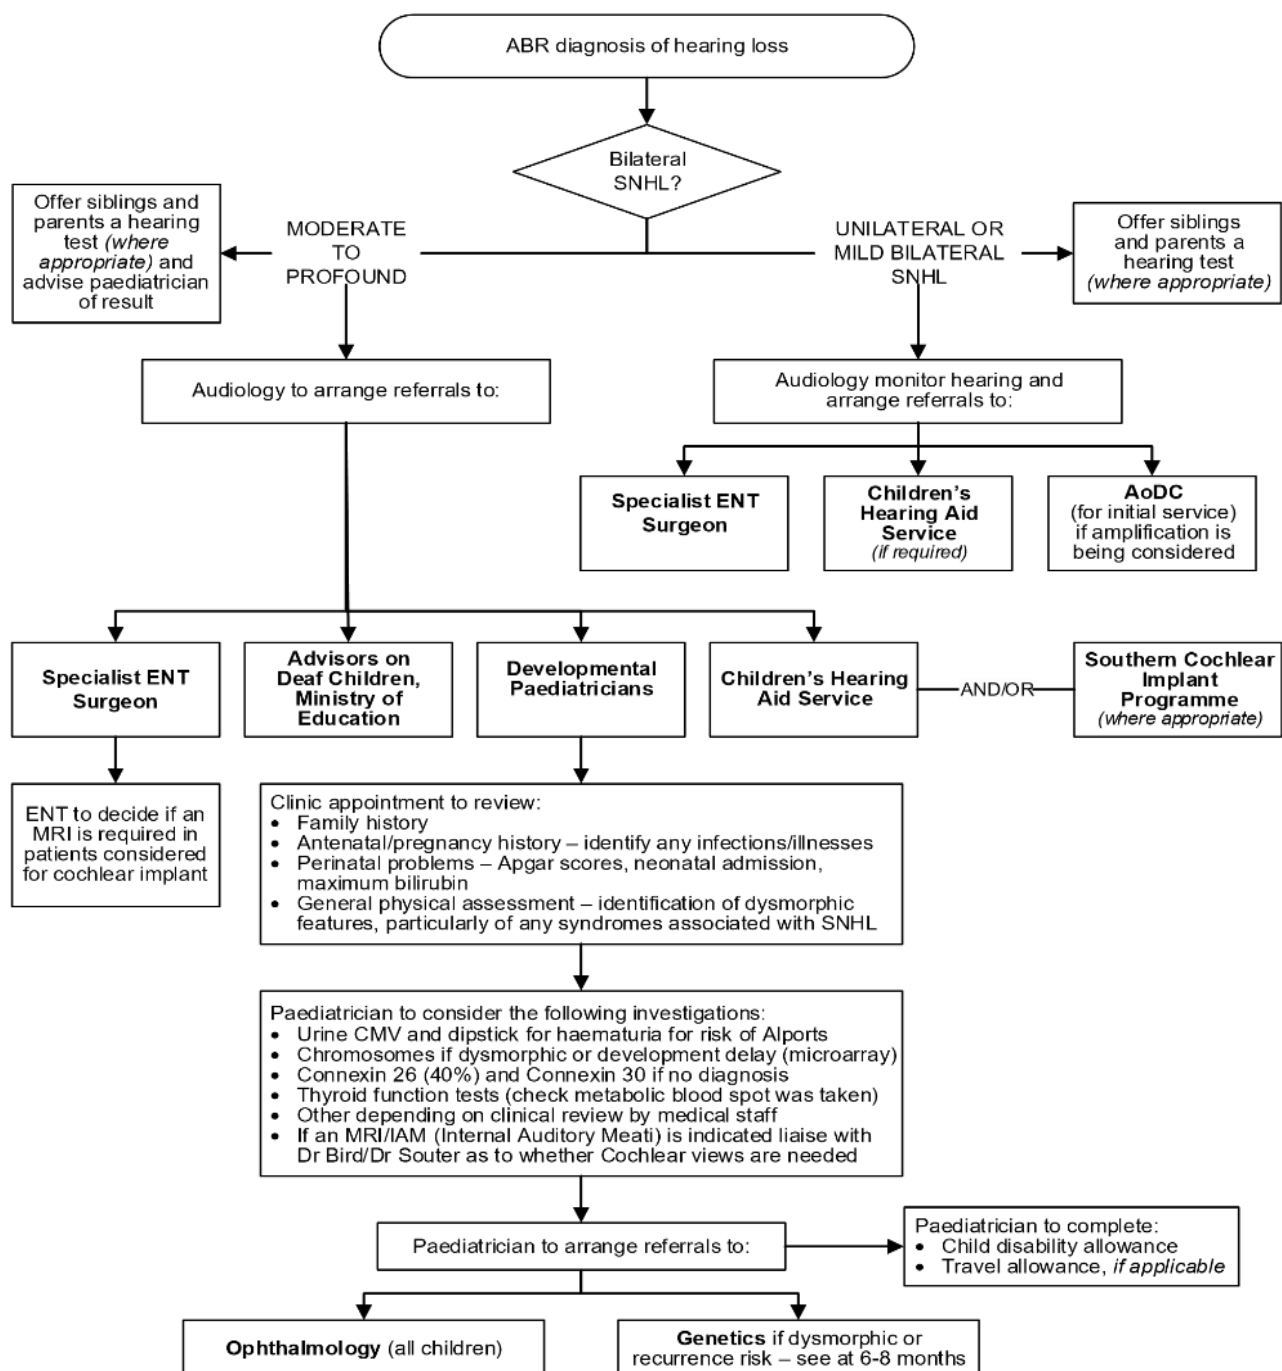 ABR diagnosis of hearing loss
Bilateral
SNHL?
Offer siblings and
parents a hearing
test (where
appropriate) and
advise paediatrician
of result
MODERATE
TO
PROFOUND
UNILATERAL OR
MILD BILATERAL
SNHL
Offer siblings
and parents a
hearing test
(where appropriate)
Audiology to arrange referrals to:
Audiology monitor hearing and
arrange referrals to:
Specialist ENT
Surgeon
Children's
Hearing Aid
Service
(if required)
AoDC
(for initial service)
if amplification is
being considered
Specialist ENT
Surgeon
Advisors on
Deaf Children,
Ministry of
Education
Developmental
Paediatricians
Children's Hearing
Aid Service
AND/OR
Southern Cochlear
Implant
Programme
(where appropriate)
ENT to decide if an
MRI is required in
patients considered
for cochlear implant
Clinic appointment to review:
• Family history
• Antenatal/pregnancy history – identify any infections/illnesses
• Perinatal problems – Apgar scores, neonatal admission,
maximum bilirubin
• General physical assessment – identification of dysmorphic
features, particularly of any syndromes associated with SNHL
Paediatrician to consider the following investigations:
• Urine CMV and dipstick for haematuria for risk of Alports
• Chromosomes if dysmorphic or development delay (microarray)
• Connexin 26 (40%) and Connexin 30 if no diagnosis
• Thyroid function tests (check metabolic blood spot was taken)
• Other depending on clinical review by medical staff
• If an MRI/IAM (Internal Auditory Meati) is indicated liaise with
Dr Bird/Dr Souter as to whether Cochlear views are needed
Paediatrician to arrange referrals to:
Paediatrician to complete:
• Child disability allowance
• Travel allowance, if applicable
Ophthalmology (all children)
Genetics if dysmorphic or
recurrence risk – see at 6-8 months